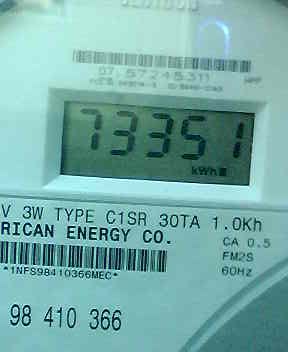 07 57245311
73351
kWh
V 3W TYPE C1SR 30TA 1.0Kh
RICAN ENERGY CO.
CA 0.5
FM2S
*1NFS98410366MEC*
60Hz
98 410 366